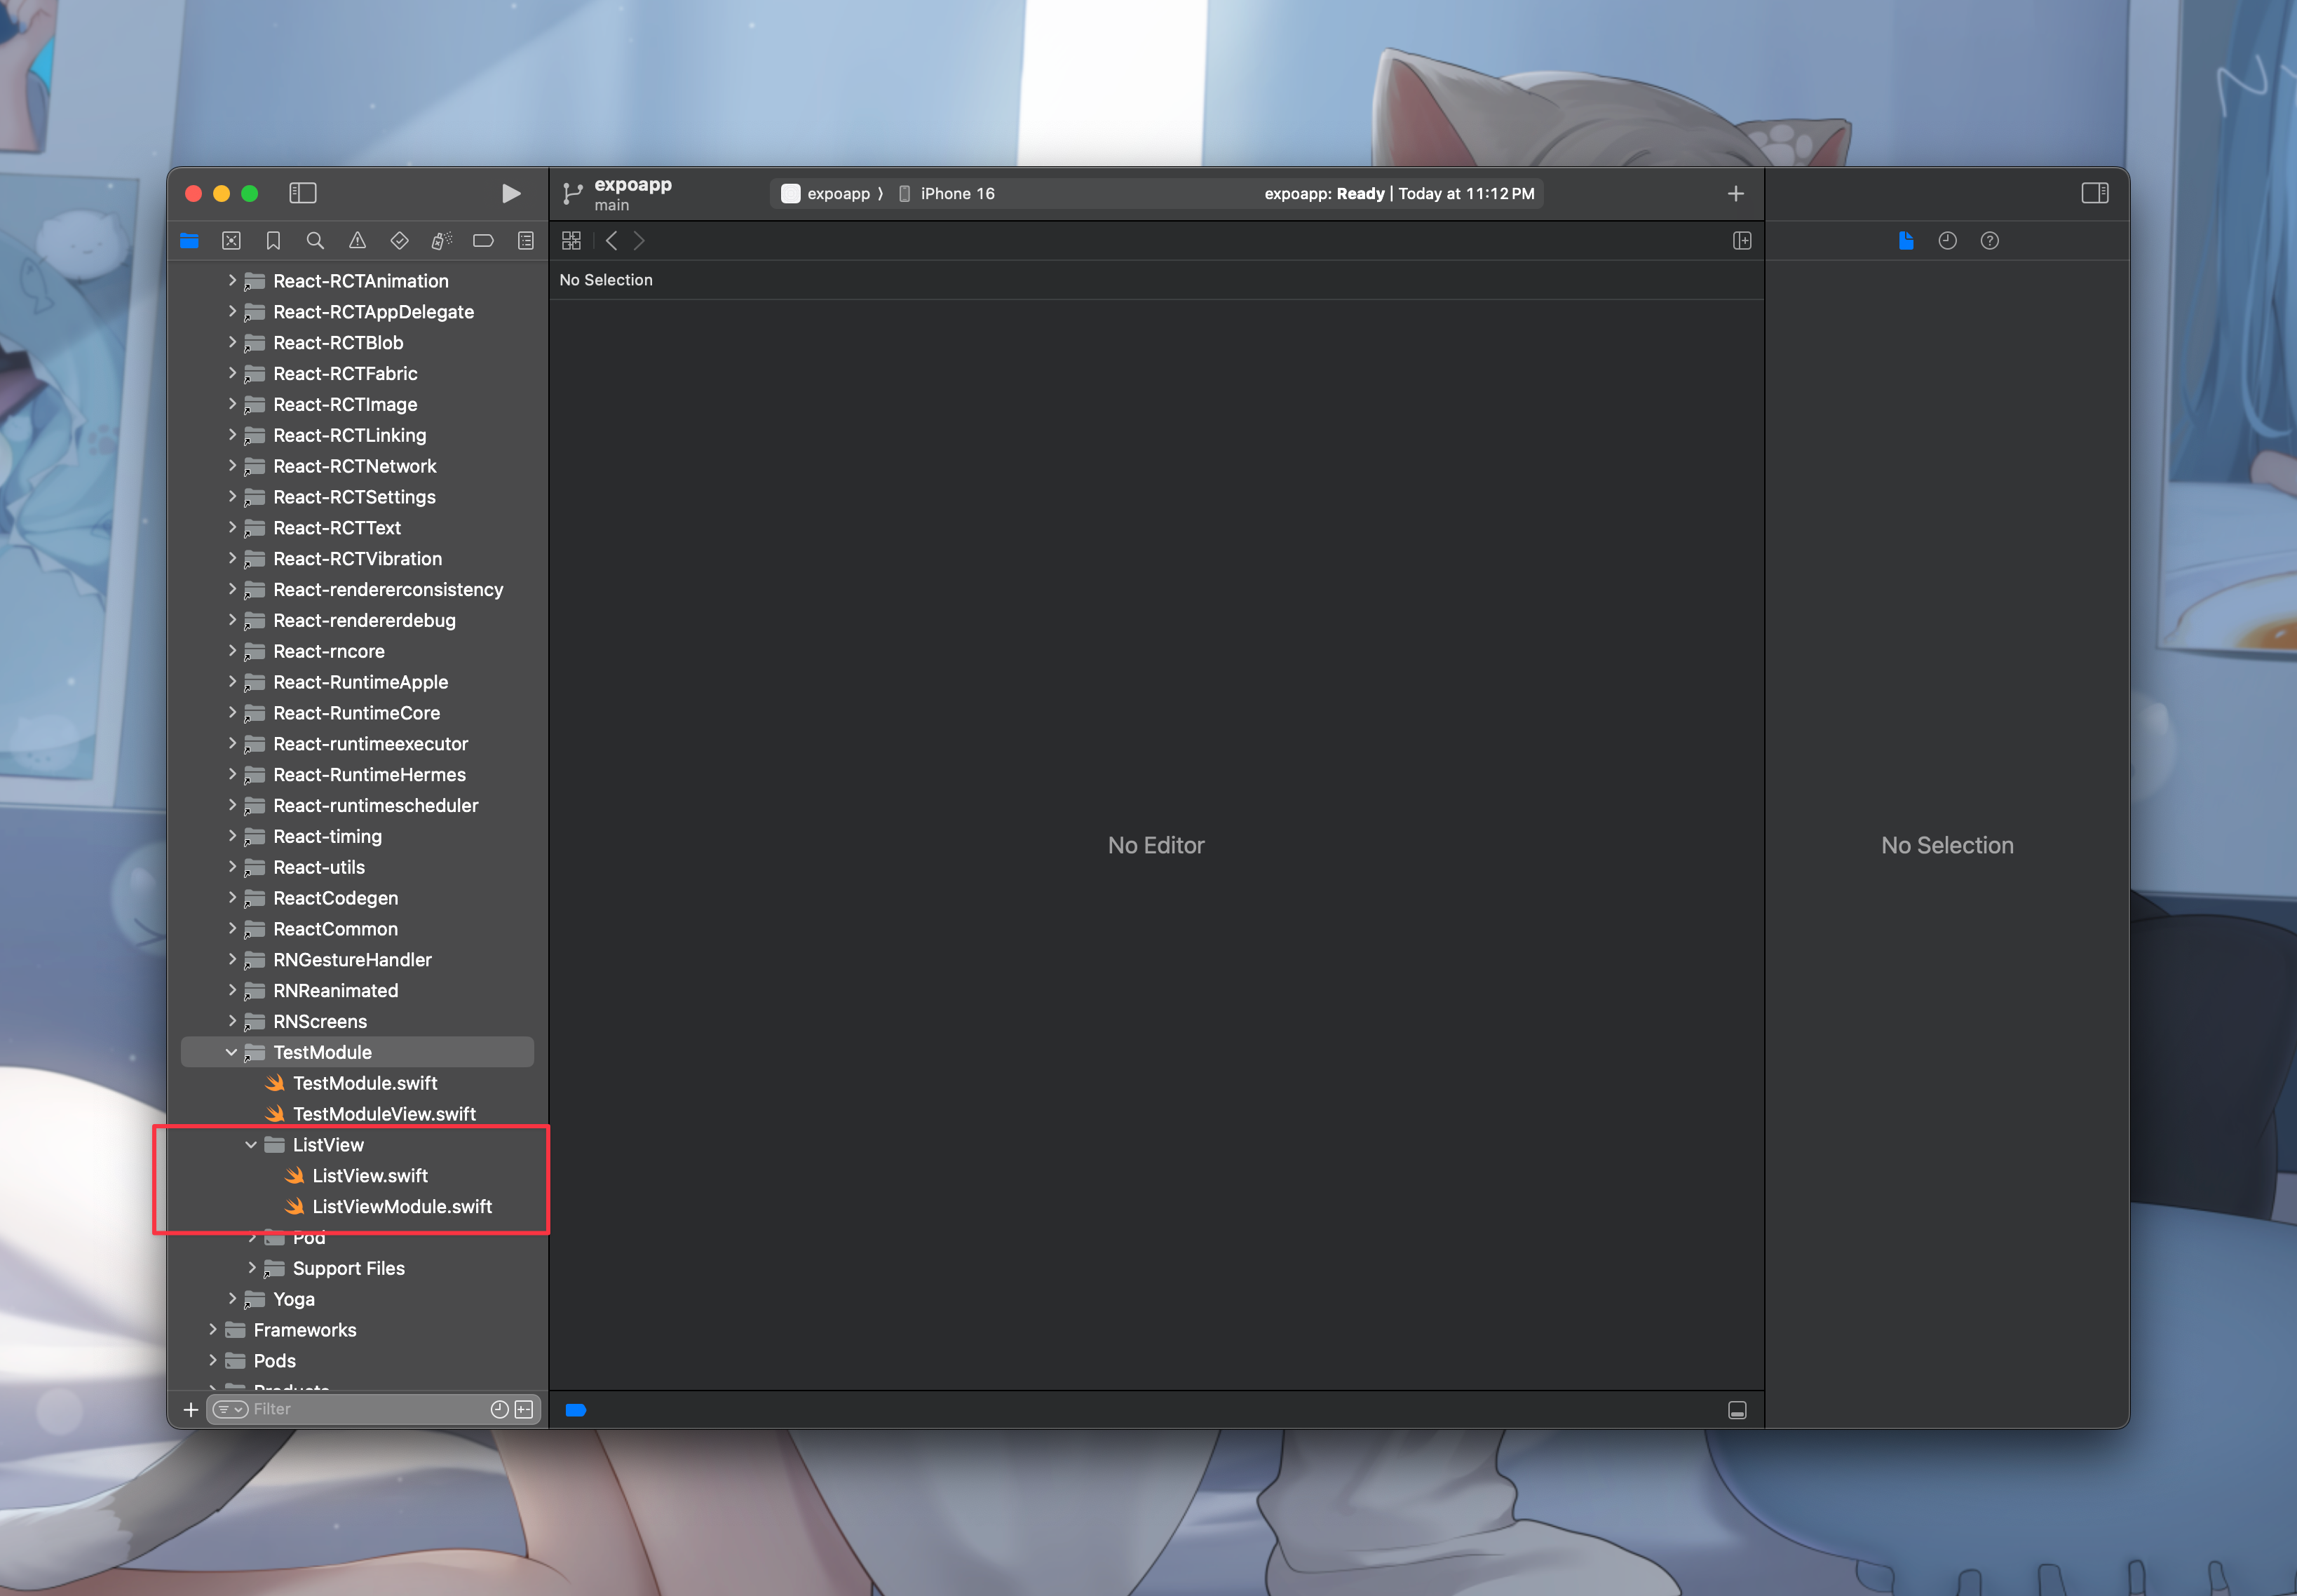 expoapp
main
expoapp
iPhone 16
expoapp: Ready | Today at 11:12 PM
No Selection
React-RCTAnimation
React-RCTAppDelegate
React-RCTBlob
React-RCTFabric
React-RCTImage
React-RCTLinking
React-RCTNetwork
React-RCTSettings
React-RCTText
React-RCTVibration
React-rendererconsistency
React-rendererdebug
React-rncore
React-RuntimeApple
React-RuntimeCore
React-runtimeexecutor
React-RuntimeHermes
React-runtimescheduler
React-timing
React-utils
ReactCodegen
ReactCommon
RNGestureHandler
RNReanimated
RNScreens
TestModule
TestModule.swift
TestModuleView.swift
ListView
ListView.swift
ListViewModule.swift
Pod
Support Files
Yoga
Frameworks
Pods
Products
Filter
No Editor
No Selection